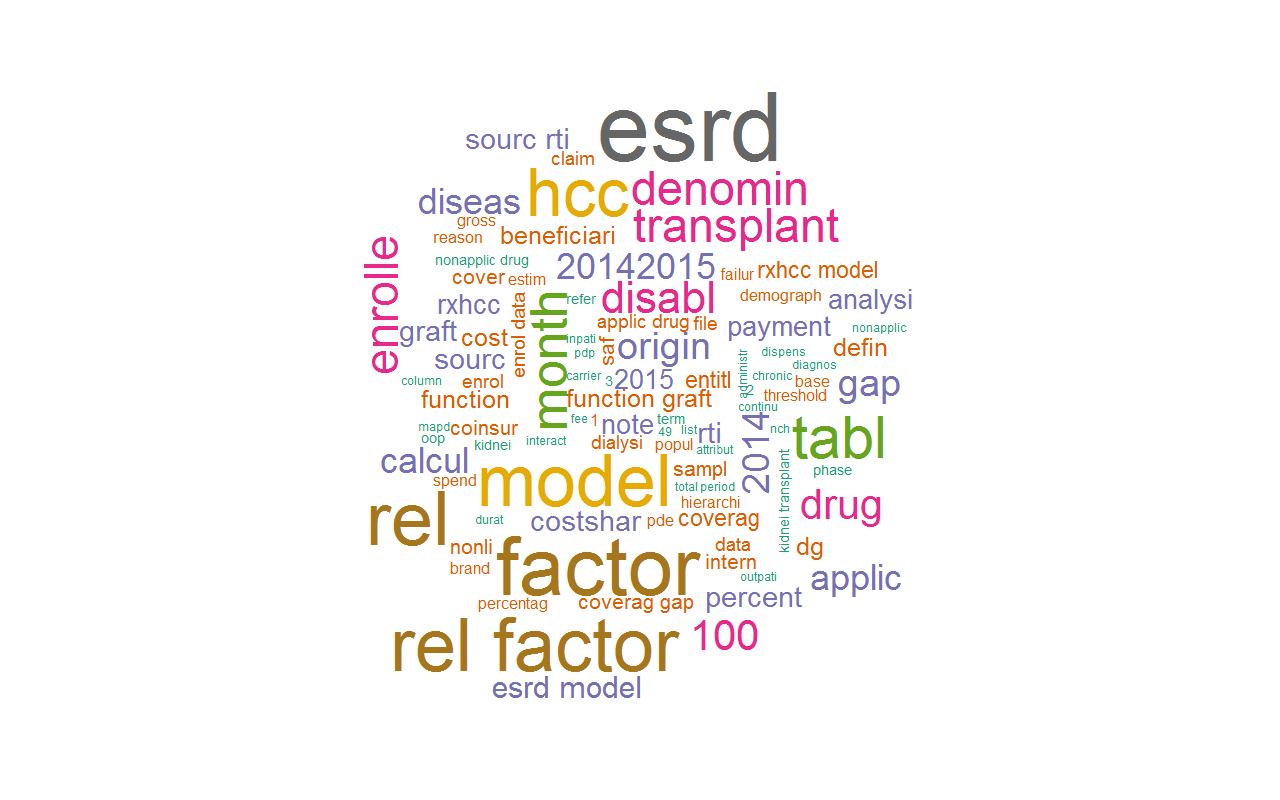 esrd
sourc rti
claim
hcc
denomin
diseas
transplant
gross
reason
beneficiari
enrolle
nonapplic drug
20142015
failur
rxhcc model
cover
estim
rxhcc
month
refer
disabl
demograph
analysi
enrol data
applic drug
file
payment
nonapplic
graft
cost
inpati
saf
origin
defin
sourc
pdp
administr
dispens
diagnos
column
enrol
carrier
3
2015
entitl
2
chronic
base
gap
function
function graft
threshold
continu
mapd
coinsur
fee
1
note
term
49
list
rti
2014
nch
tabl
oop
kidnei
interact
dialysi
popul
attribut
calcul
model
sampl
kidnei transplant
phase
spend
total period
rel
durat
costshar
pde
hierarchi
coverag
drug
nonli
factor
data
dg
brand
intern
outpati
applic
percentag
coverag gap
percent
rel factor
100
esrd model